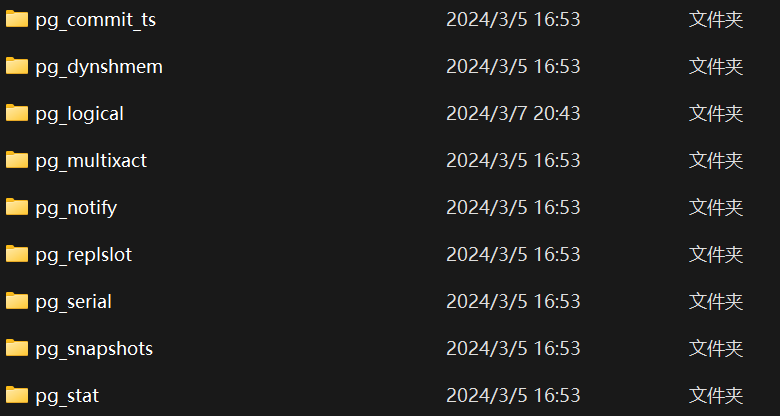 pg_commit_ts 2024/3/5 16:53 文件夹
pg_dynshmem 2024/3/5 16:53 文件夹
pg_logical 2024/3/7 20:43 文件夹
pg_multixact 2024/3/5 16:53 文件夹
pg_notify 2024/3/5 16:53 文件夹
pg_replslot 2024/3/5 16:53 文件夹
pg_serial 2024/3/5 16:53 文件夹
pg_snapshots 2024/3/5 16:53 文件夹
pg_stat 2024/3/5 16:53 文件夹